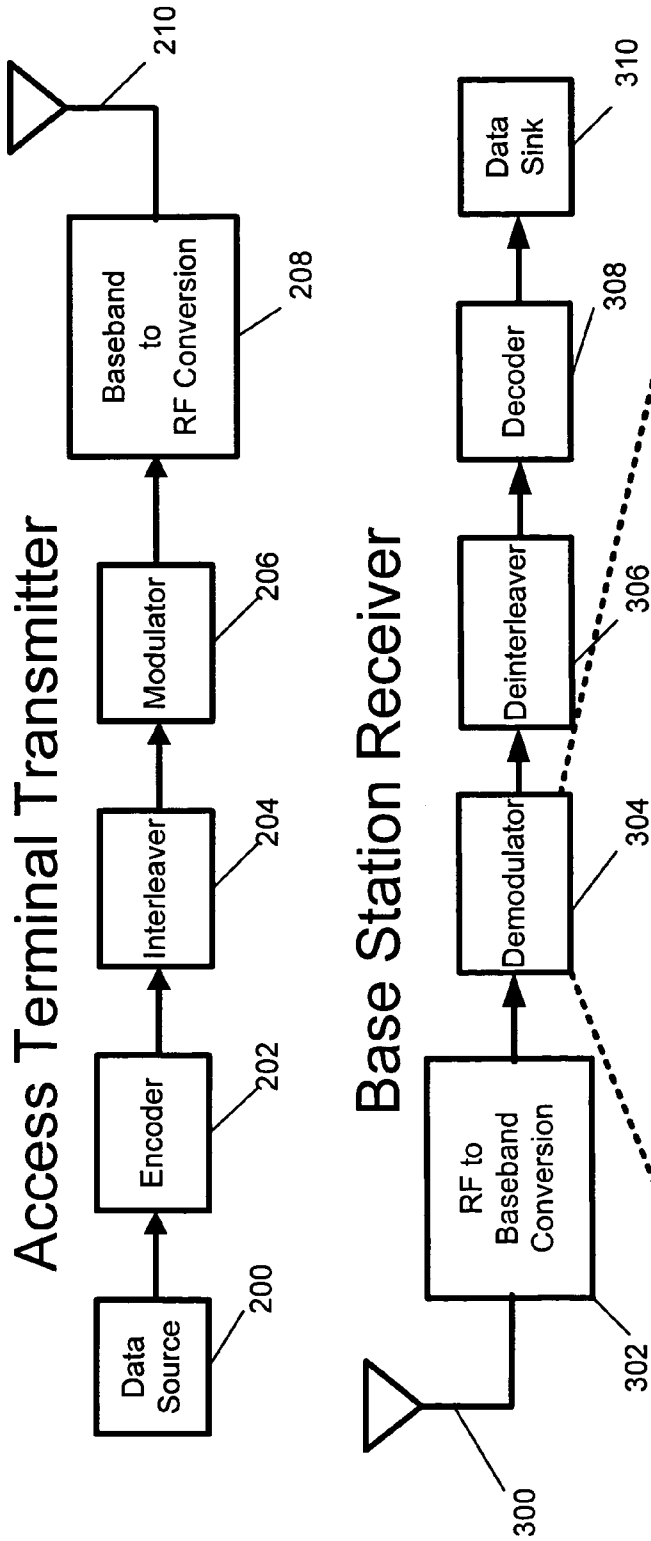 Access Terminal Transmitter
Data
Source
200
Encoder
202
Interleaver
204
Modulator
206
Baseband
to
RF Conversion
208
210
Base Station Receiver
300
RF to
Baseband
Conversion
302
Demodulator
304
Deinterleaver
306
Decoder
308
Data
Sink
310